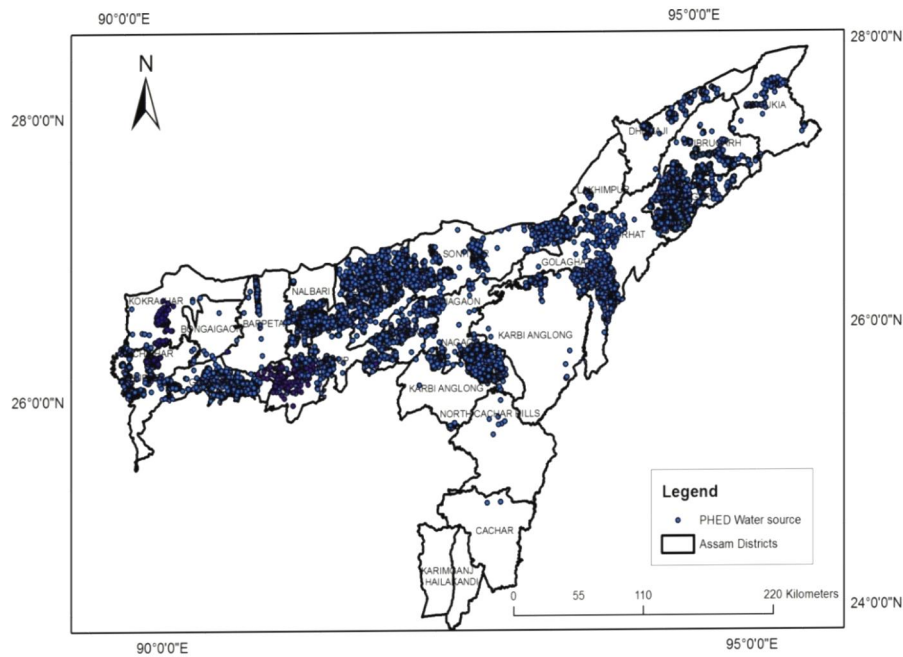 90°0'0"E
95°0'0"E
28°0'0"N
N
28°0'0"N
DHEMAJI
DIBRUGARH
LAKHIMPUR
SONITPUR
GOLAGHAT
NALBARI
KOKRAJHAR
BONGAIGAON
BARPETA
KARBI ANGLONG
26°0'0"N
26°0'0"N
KARBI ANGLONG
NORTH CACHAR HILLS
Legend
PHED Water source
Assam Districts
CACHAR
KARIMGANJ
HAILAKANDI
0 55 110 220 Kilometers
24°0'0"N
90°0'0"E
95°0'0"E